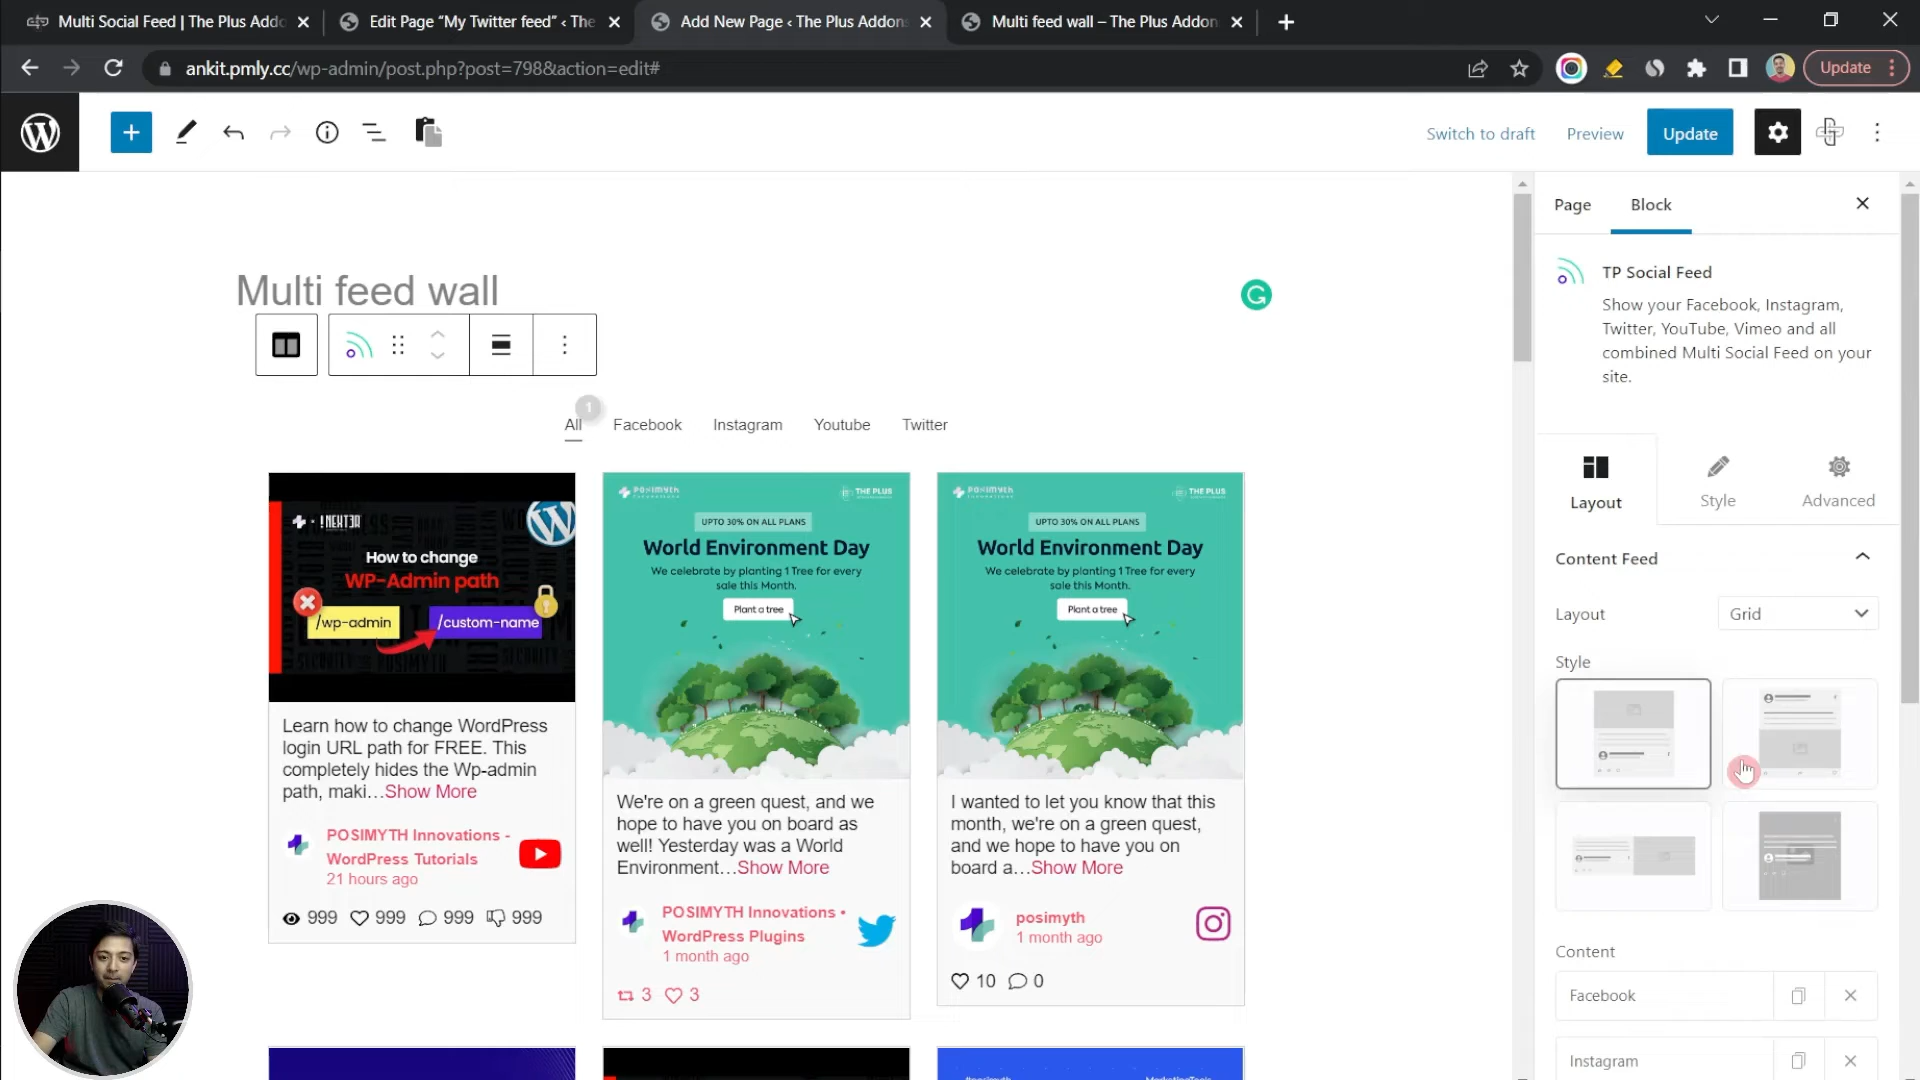 Multi Social Feed | The Plus Addo
Edit Page “My Twitter feed” ‹ The
Add New Page ‹ The Plus Addons
Multi feed wall – The Plus Addon
ankit.pmly.cc/wp-admin/post.php?post=798&action=edit#
Update
Switch to draft
Preview
Update
Page
Block
TP Social Feed
Show your Facebook, Instagram,
Twitter, YouTube, Vimeo and all
combined Multi Social Feed on your
site.
Layout
Style
Advanced
Content Feed
Layout
Grid
Style
Content
Facebook
Instagram
Multi feed wall
1
All
Facebook
Instagram
Youtube
Twitter
How to change
WP-Admin path
/wp-admin
/custom-name
Learn how to change WordPress
login URL path for FREE. This
completely hides the Wp-admin
path, maki...Show More
POSIMYTH Innovations -
WordPress Tutorials
21 hours ago
999 999 999 999
POSIMYTH
THE PLUS
UPTO 30% ON ALL PLANS
World Environment Day
We celebrate by planting 1 Tree for every
sale this Month.
Plant a tree
We're on a green quest, and we
hope to have you on board as
well! Yesterday was a World
Environment...Show More
POSIMYTH Innovations •
WordPress Plugins
1 month ago
3 3
POSIMYTH
THE PLUS
UPTO 30% ON ALL PLANS
World Environment Day
We celebrate by planting 1 Tree for every
sale this Month.
Plant a tree
I wanted to let you know that this
month, we're on a green quest,
and we hope to have you on
board a...Show More
posimyth
1 month ago
10 0